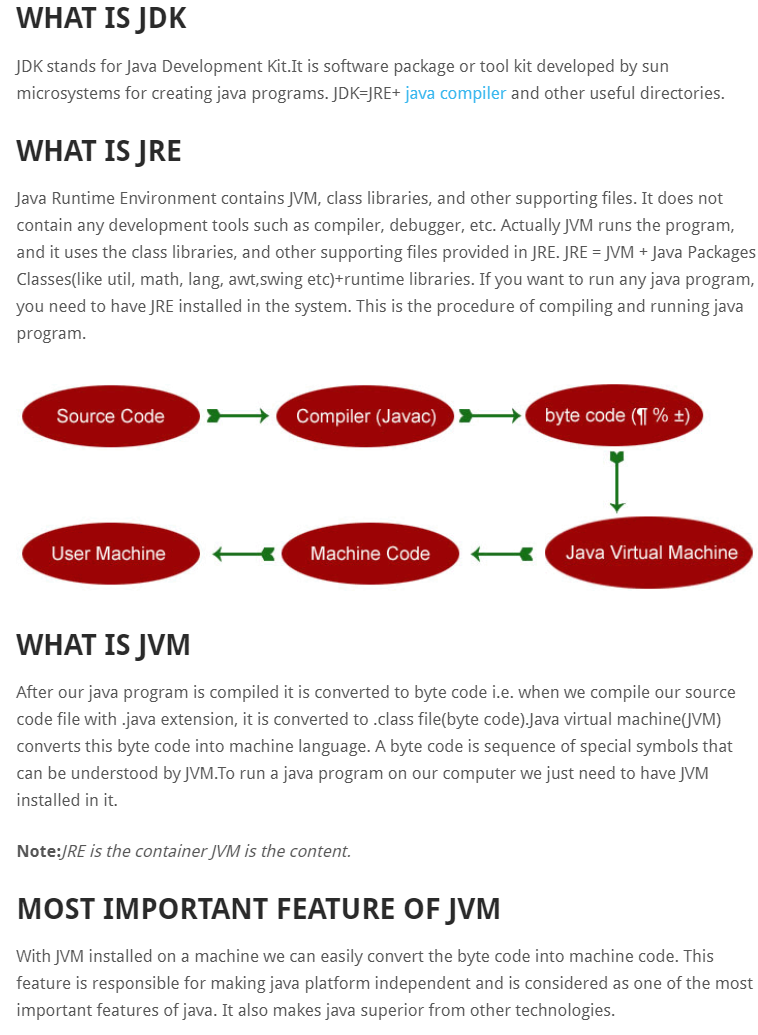 WHAT IS JDK
JDK stands for Java Development Kit.It is software package or tool kit developed by sun
microsystems for creating java programs. JDK=JRE+ java compiler and other useful directories.
WHAT IS JRE
Java Runtime Environment contains JVM, class libraries, and other supporting files. It does not
contain any development tools such as compiler, debugger, etc. Actually JVM runs the program,
and it uses the class libraries, and other supporting files provided in JRE. JRE = JVM + Java Packages
Classes(like util, math, lang, awt,swing etc)+runtime libraries. If you want to run any java program,
you need to have JRE installed in the system. This is the procedure of compiling and running java
program.
Source Code
Compiler (Javac)
byte code (¶ % ±)
Java Virtual Machine
Machine Code
User Machine
WHAT IS JVM
After our java program is compiled it is converted to byte code i.e. when we compile our source
code file with .java extension, it is converted to .class file(byte code).Java virtual machine(JVM)
converts this byte code into machine language. A byte code is sequence of special symbols that
can be understood by JVM.To run a java program on our computer we just need to have JVM
installed in it.
Note:JRE is the container JVM is the content.
MOST IMPORTANT FEATURE OF JVM
With JVM installed on a machine we can easily convert the byte code into machine code. This
feature is responsible for making java platform independent and is considered as one of the most
important features of java. It also makes java superior from other technologies.